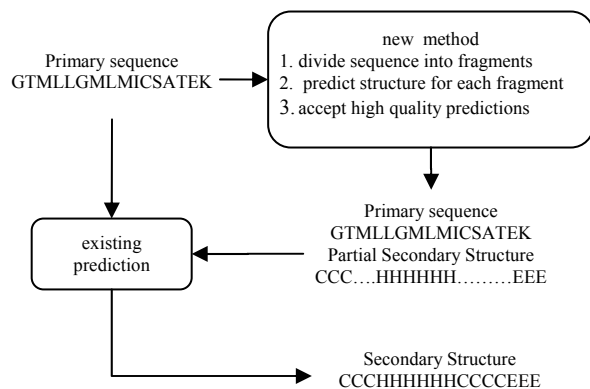 Primary sequence
GTMLLGMLMICSATEK
new method
1. divide sequence into fragments
2. predict structure for each fragment
3. accept high quality predictions
Primary sequence
GTMLLGMLMICSATEK
Partial Secondary Structure
CCC….HHHHHH………EEE
existing
prediction
Secondary Structure
CCCHHHHHHCCCCEEE